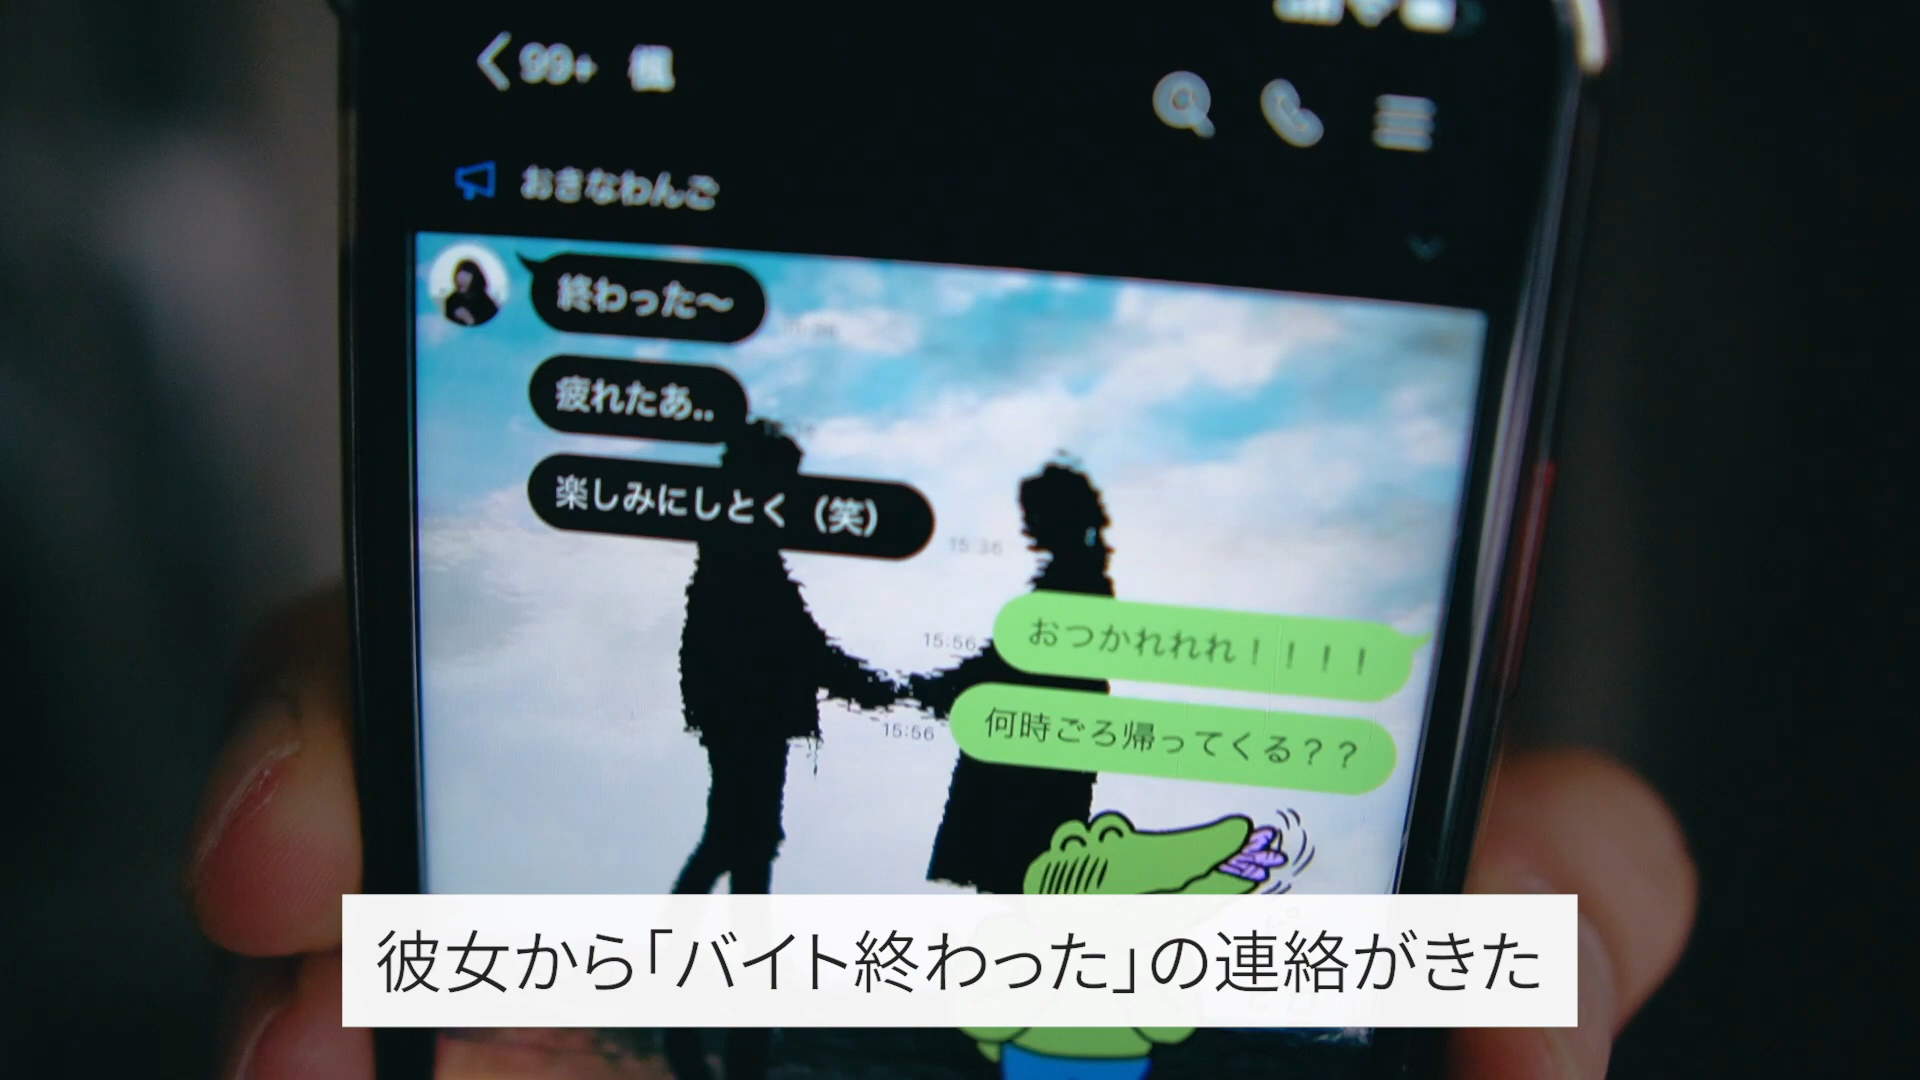 99+ 楓
おきなわんご
終わった〜
疲れたあ..
楽しみにしとく（笑）
15:36
15:56
おつかれれれ！！！！
15:56
何時ごろ帰ってくる？？
彼女から「バイト終わった」の連絡がきた